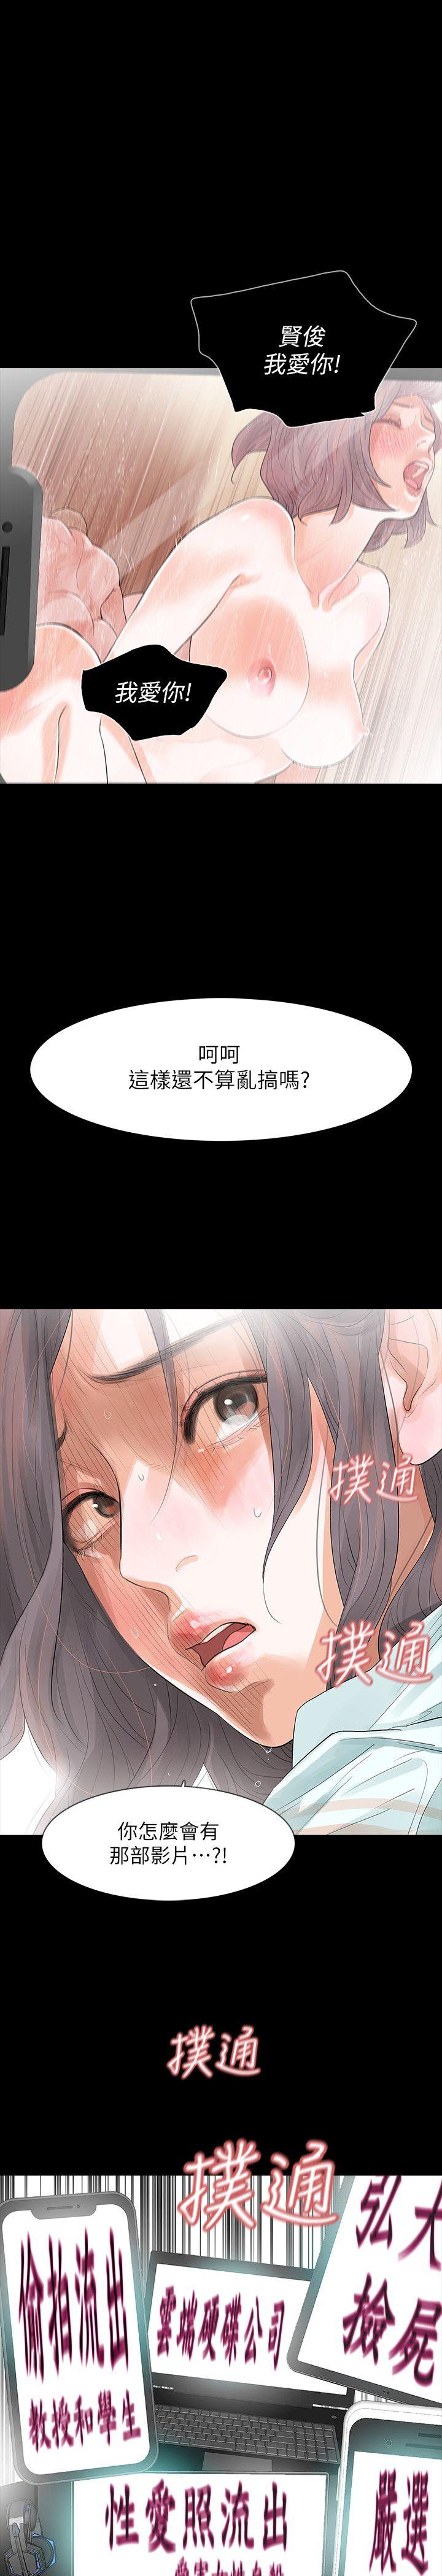 賢俊
我愛你!
我愛你!
呵呵
這樣還不算亂搞嗎?
撲通
撲通
你怎麼會有
那部影片…?!
撲通
撲通
偷拍流出
教授和學生
雲端硬碟公司
弘大
撿屍
性愛照流出
嚴選